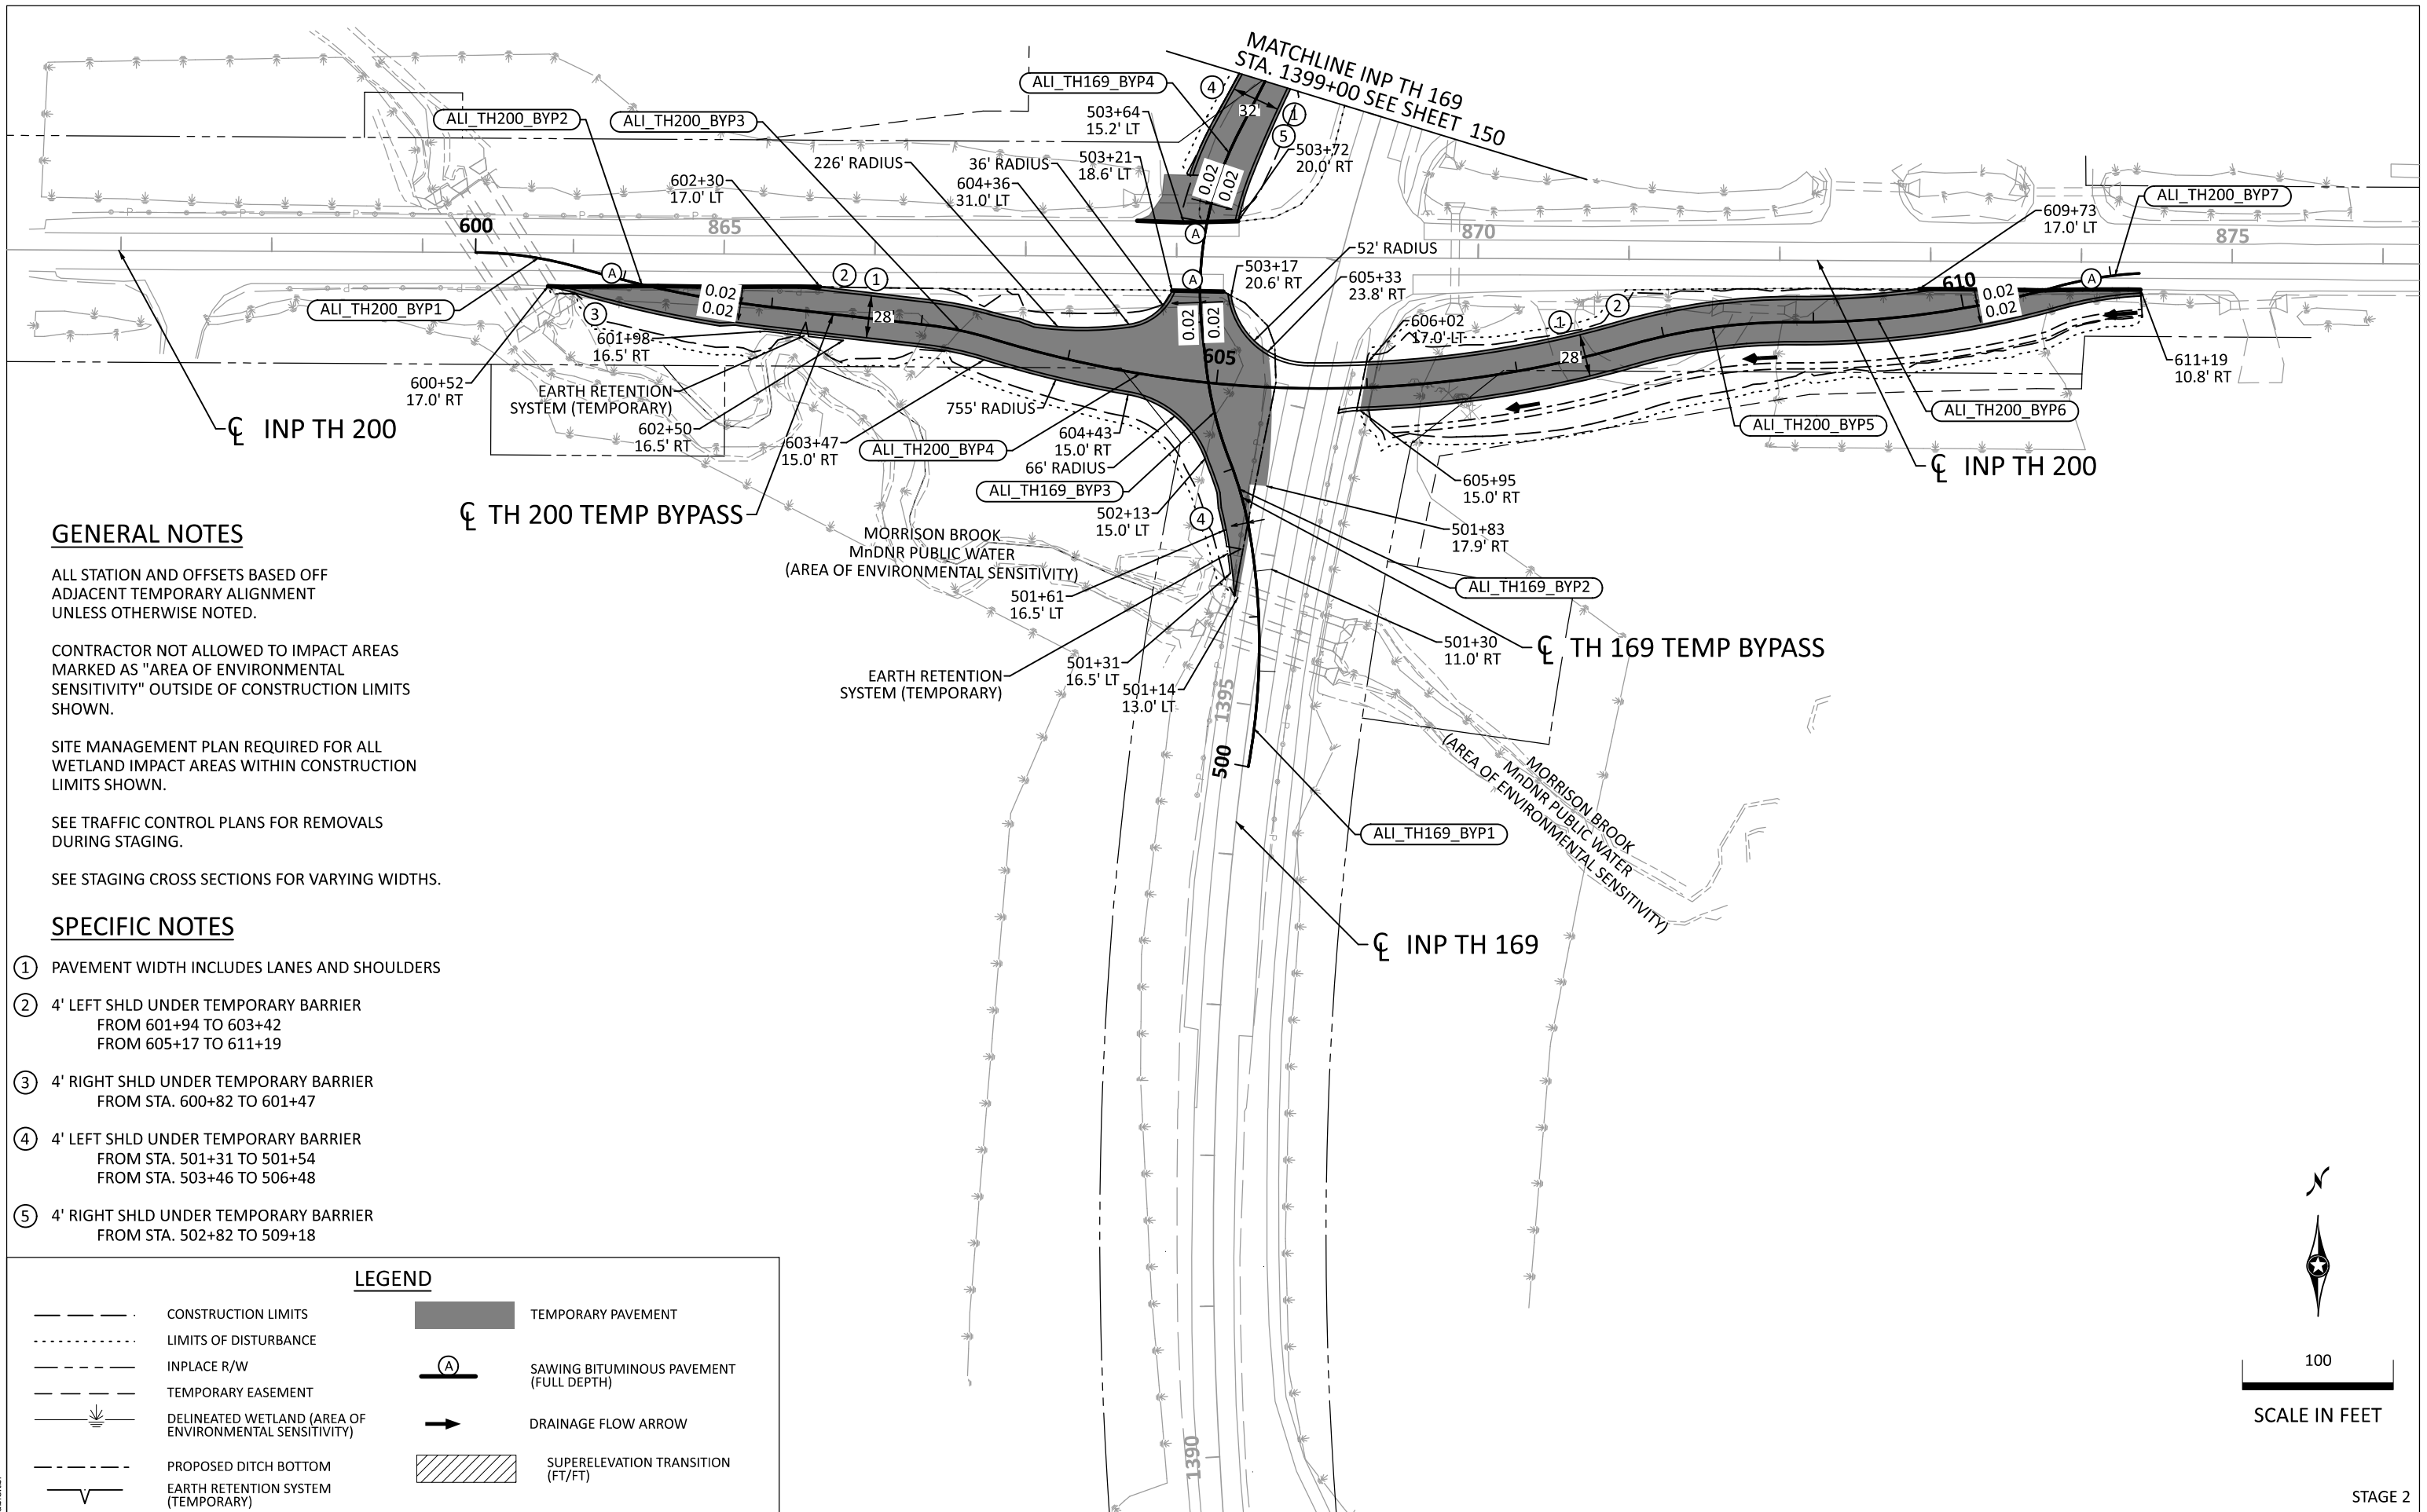 MATCHLINE INP TH 169
STA. 1399+00 SEE SHEET 150
ALI_TH169_BYP4
4
32'
1
5
503+64
15.2' LT
503+72
20.0' RT
503+21
18.6' LT
0.02
0.02
A
ALI_TH200_BYP2
ALI_TH200_BYP3
226' RADIUS
36' RADIUS
604+36
31.0' LT
602+30
17.0' LT
ALI_TH200_BYP7
609+73
17.0' LT
600
865
870
875
52' RADIUS
503+17
20.6' RT
605+33
23.8' RT
A
2
1
A
A
610
0.02
0.02
0.02
0.02
0.02
0.02
ALI_TH200_BYP1
3
28'
601+98
16.5' RT
605
606+02
17.0' LT
1
2
28'
600+52
17.0' RT
EARTH RETENTION
SYSTEM (TEMPORARY)
602+50
16.5' RT
603+47
15.0' RT
755' RADIUS
ALI_TH200_BYP4
604+43
15.0' RT
66' RADIUS
ALI_TH169_BYP3
502+13
15.0' LT
4
611+19
10.8' RT
ALI_TH200_BYP6
ALI_TH200_BYP5
℄ INP TH 200
℄ INP TH 200
605+95
15.0' RT
501+83
17.9' RT
℄ TH 200 TEMP BYPASS
MORRISON BROOK
MnDNR PUBLIC WATER
(AREA OF ENVIRONMENTAL SENSITIVITY)
501+61
16.5' LT
ALI_TH169_BYP2
501+30
11.0' RT
℄ TH 169 TEMP BYPASS
EARTH RETENTION
SYSTEM (TEMPORARY)
501+31
16.5' LT
501+14
13.0' LT
1395
500
MORRISON BROOK
MnDNR PUBLIC WATER
(AREA OF ENVIRONMENTAL SENSITIVITY)
ALI_TH169_BYP1
℄ INP TH 169
1390
GENERAL NOTES
ALL STATION AND OFFSETS BASED OFF
ADJACENT TEMPORARY ALIGNMENT
UNLESS OTHERWISE NOTED.
CONTRACTOR NOT ALLOWED TO IMPACT AREAS
MARKED AS "AREA OF ENVIRONMENTAL
SENSITIVITY" OUTSIDE OF CONSTRUCTION LIMITS
SHOWN.
SITE MANAGEMENT PLAN REQUIRED FOR ALL
WETLAND IMPACT AREAS WITHIN CONSTRUCTION
LIMITS SHOWN.
SEE TRAFFIC CONTROL PLANS FOR REMOVALS
DURING STAGING.
SEE STAGING CROSS SECTIONS FOR VARYING WIDTHS.
SPECIFIC NOTES
1 PAVEMENT WIDTH INCLUDES LANES AND SHOULDERS
2 4' LEFT SHLD UNDER TEMPORARY BARRIER
FROM 601+94 TO 603+42
FROM 605+17 TO 611+19
3 4' RIGHT SHLD UNDER TEMPORARY BARRIER
FROM STA. 600+82 TO 601+47
4 4' LEFT SHLD UNDER TEMPORARY BARRIER
FROM STA. 501+31 TO 501+54
FROM STA. 503+46 TO 506+48
5 4' RIGHT SHLD UNDER TEMPORARY BARRIER
FROM STA. 502+82 TO 509+18
LEGEND
CONSTRUCTION LIMITS
LIMITS OF DISTURBANCE
INPLACE R/W
TEMPORARY EASEMENT
DELINEATED WETLAND (AREA OF
ENVIRONMENTAL SENSITIVITY)
PROPOSED DITCH BOTTOM
EARTH RETENTION SYSTEM
(TEMPORARY)
TEMPORARY PAVEMENT
A
SAWING BITUMINOUS PAVEMENT
(FULL DEPTH)
DRAINAGE FLOW ARROW
SUPERELEVATION TRANSITION
(FT/FT)
N
100
SCALE IN FEET
STAGE 2